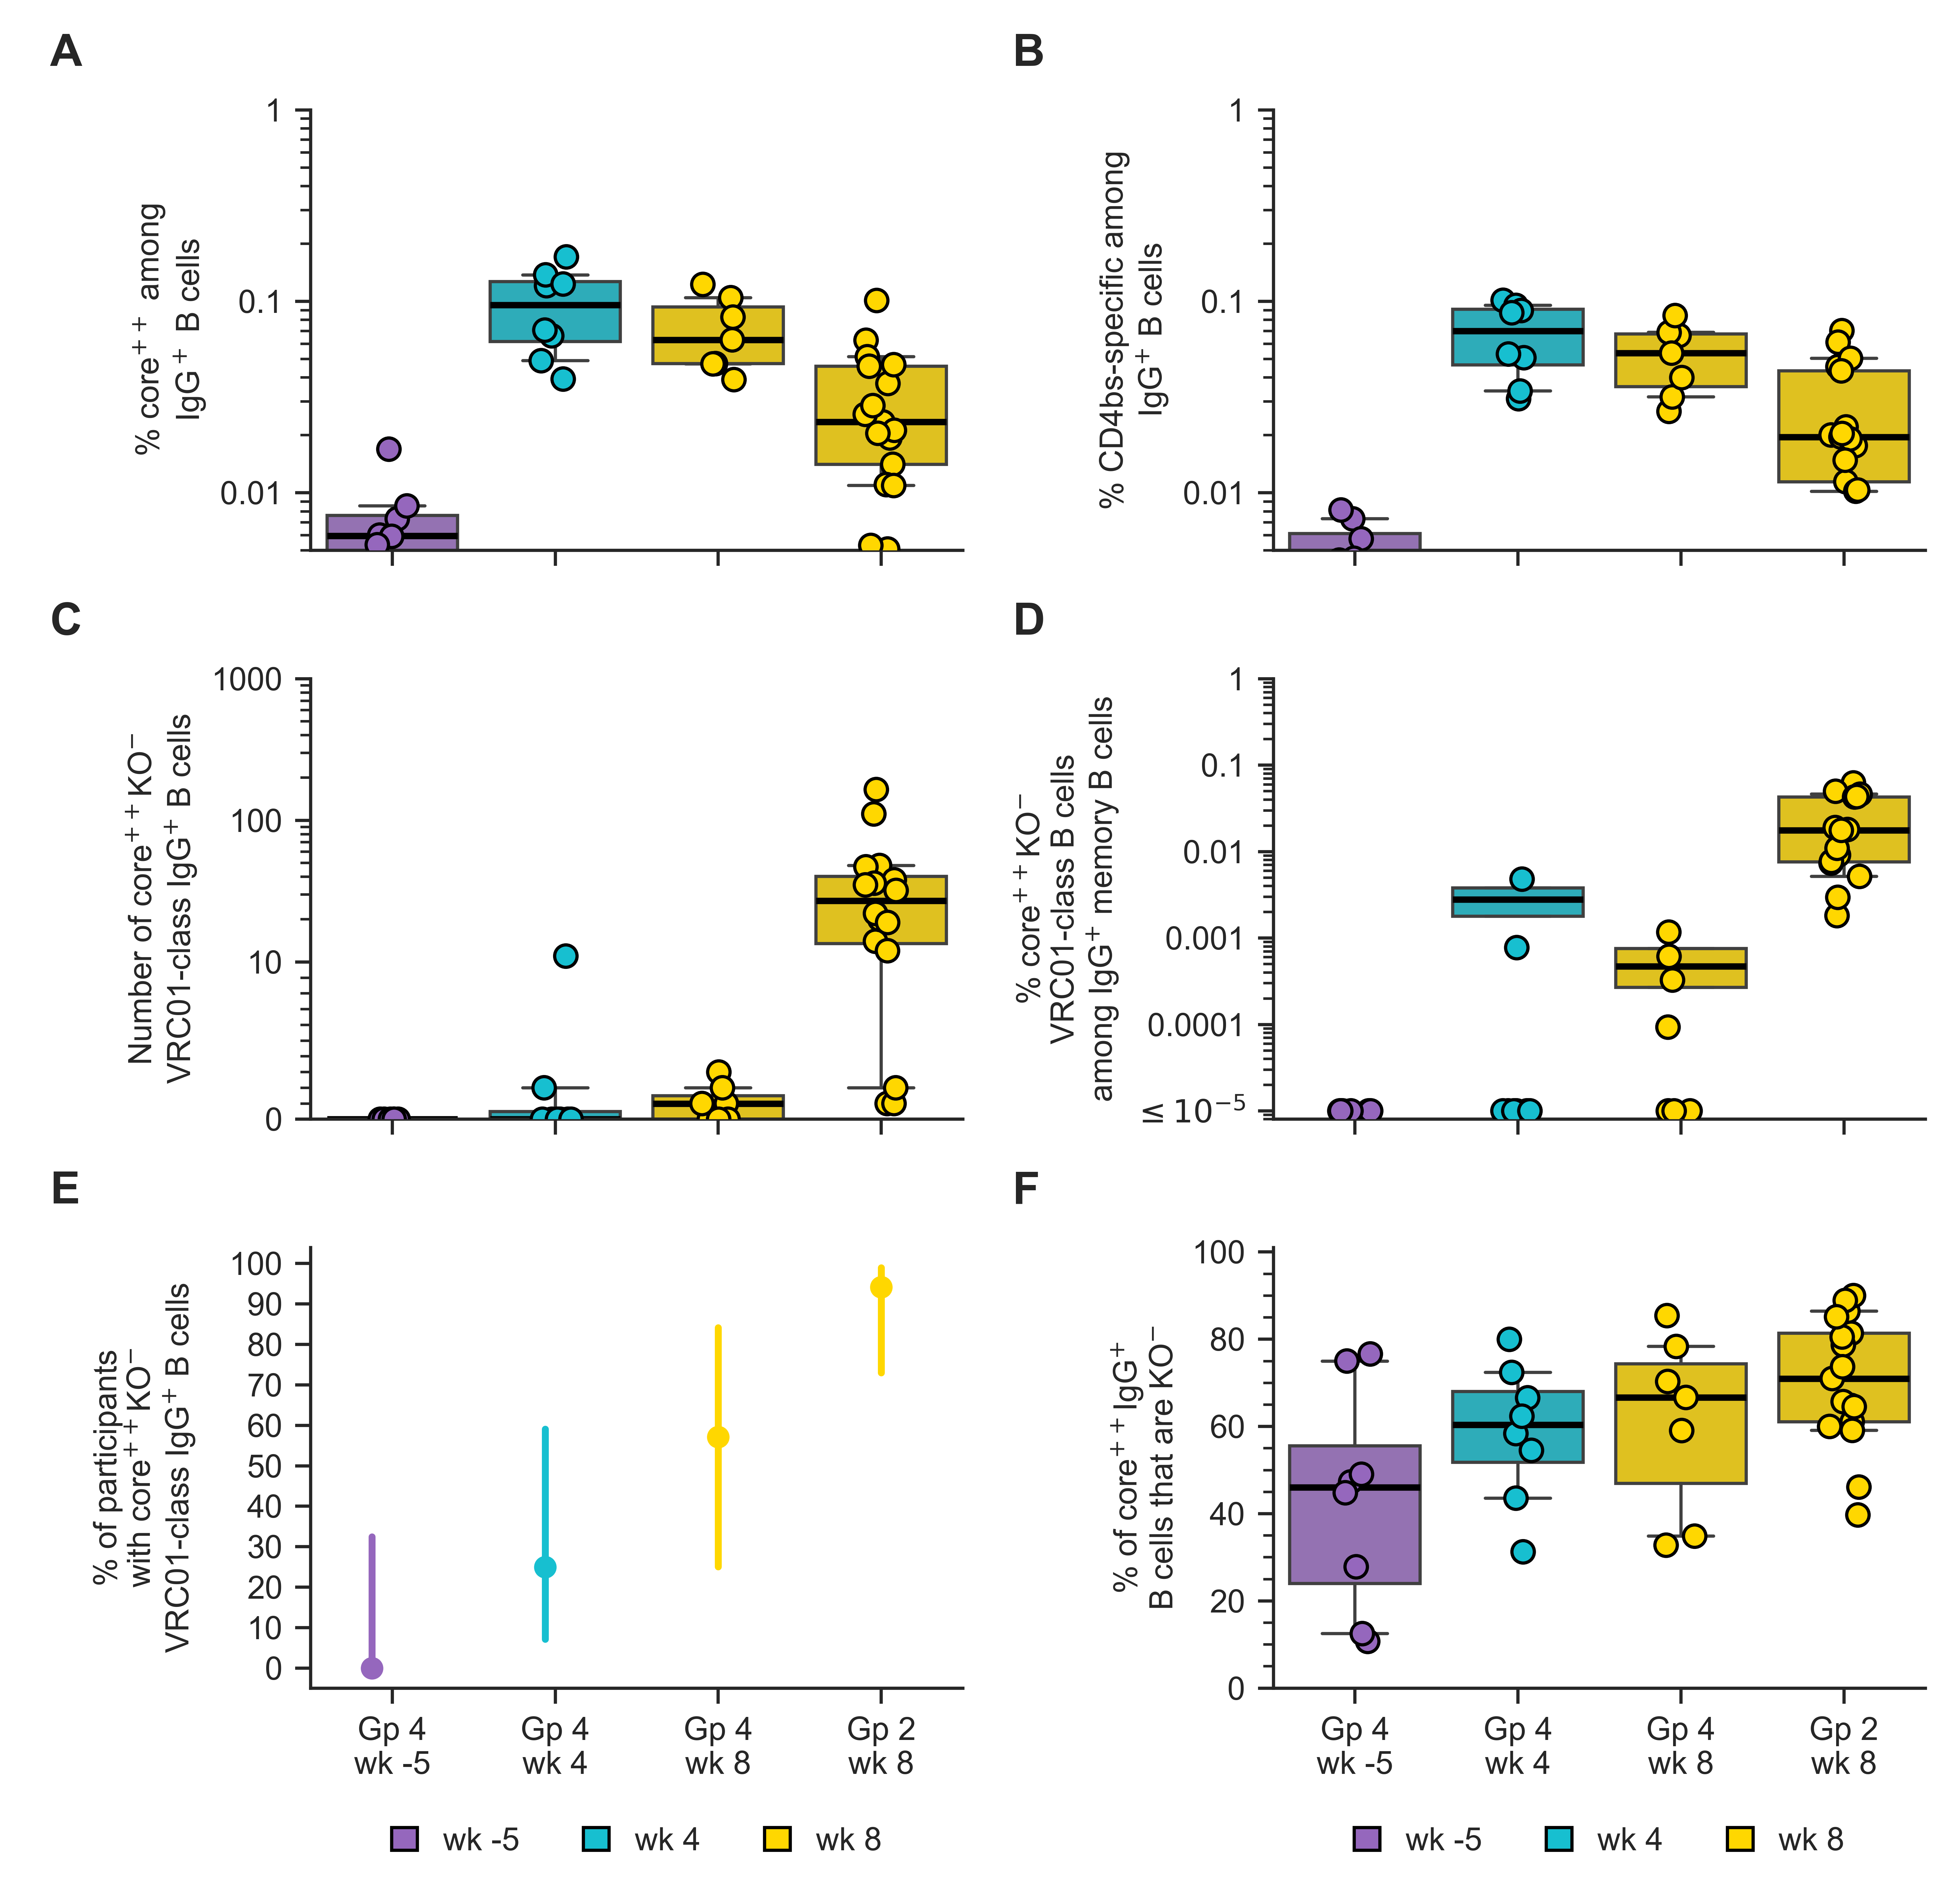 A
% core⁺⁺ among
IgG⁺ B cells
1
0.1
0.01
B
% CD4bs-specific among
IgG⁺ B cells
1
0.1
0.01
C
Number of core⁺⁺KO⁻
VRC01-class IgG⁺ B cells
1000
100
10
0
D
% core⁺⁺KO⁻
VRC01-class B cells
among IgG⁺ memory B cells
1
0.1
0.01
0.001
0.0001
≤ 10⁻⁵
E
% of participants
with core⁺⁺KO⁻
VRC01-class IgG⁺ B cells
100
90
80
70
60
50
40
30
20
10
0
Gp 4
wk -5
Gp 4
wk 4
Gp 4
wk 8
Gp 2
wk 8
wk -5
wk 4
wk 8
F
% of core⁺⁺ IgG⁺
B cells that are KO⁻
100
80
60
40
20
0
Gp 4
wk -5
Gp 4
wk 4
Gp 4
wk 8
Gp 2
wk 8
wk -5
wk 4
wk 8